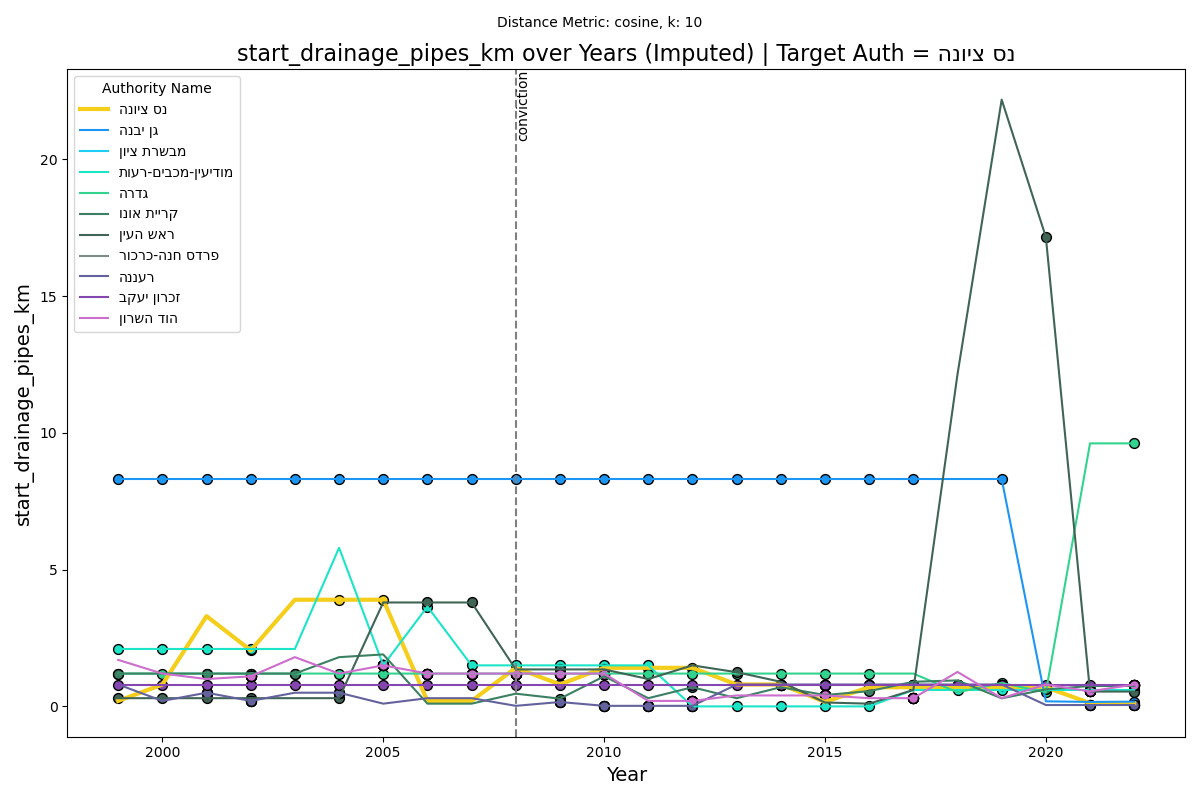 Distance Metric: cosine, k: 10
start_drainage_pipes_km over Years (Imputed) | Target Auth = נס ציונה
Authority Name
נס ציונה
גן יבנה
מבשרת ציון
מודיעין-מכבים-רעות
גדרה
קריית אונו
ראש העין
פרדס חנה-כרכור
רעננה
זכרון יעקב
הוד השרון
conviction
start_drainage_pipes_km
20
15
10
5
0
2000
2005
2010
2015
2020
Year